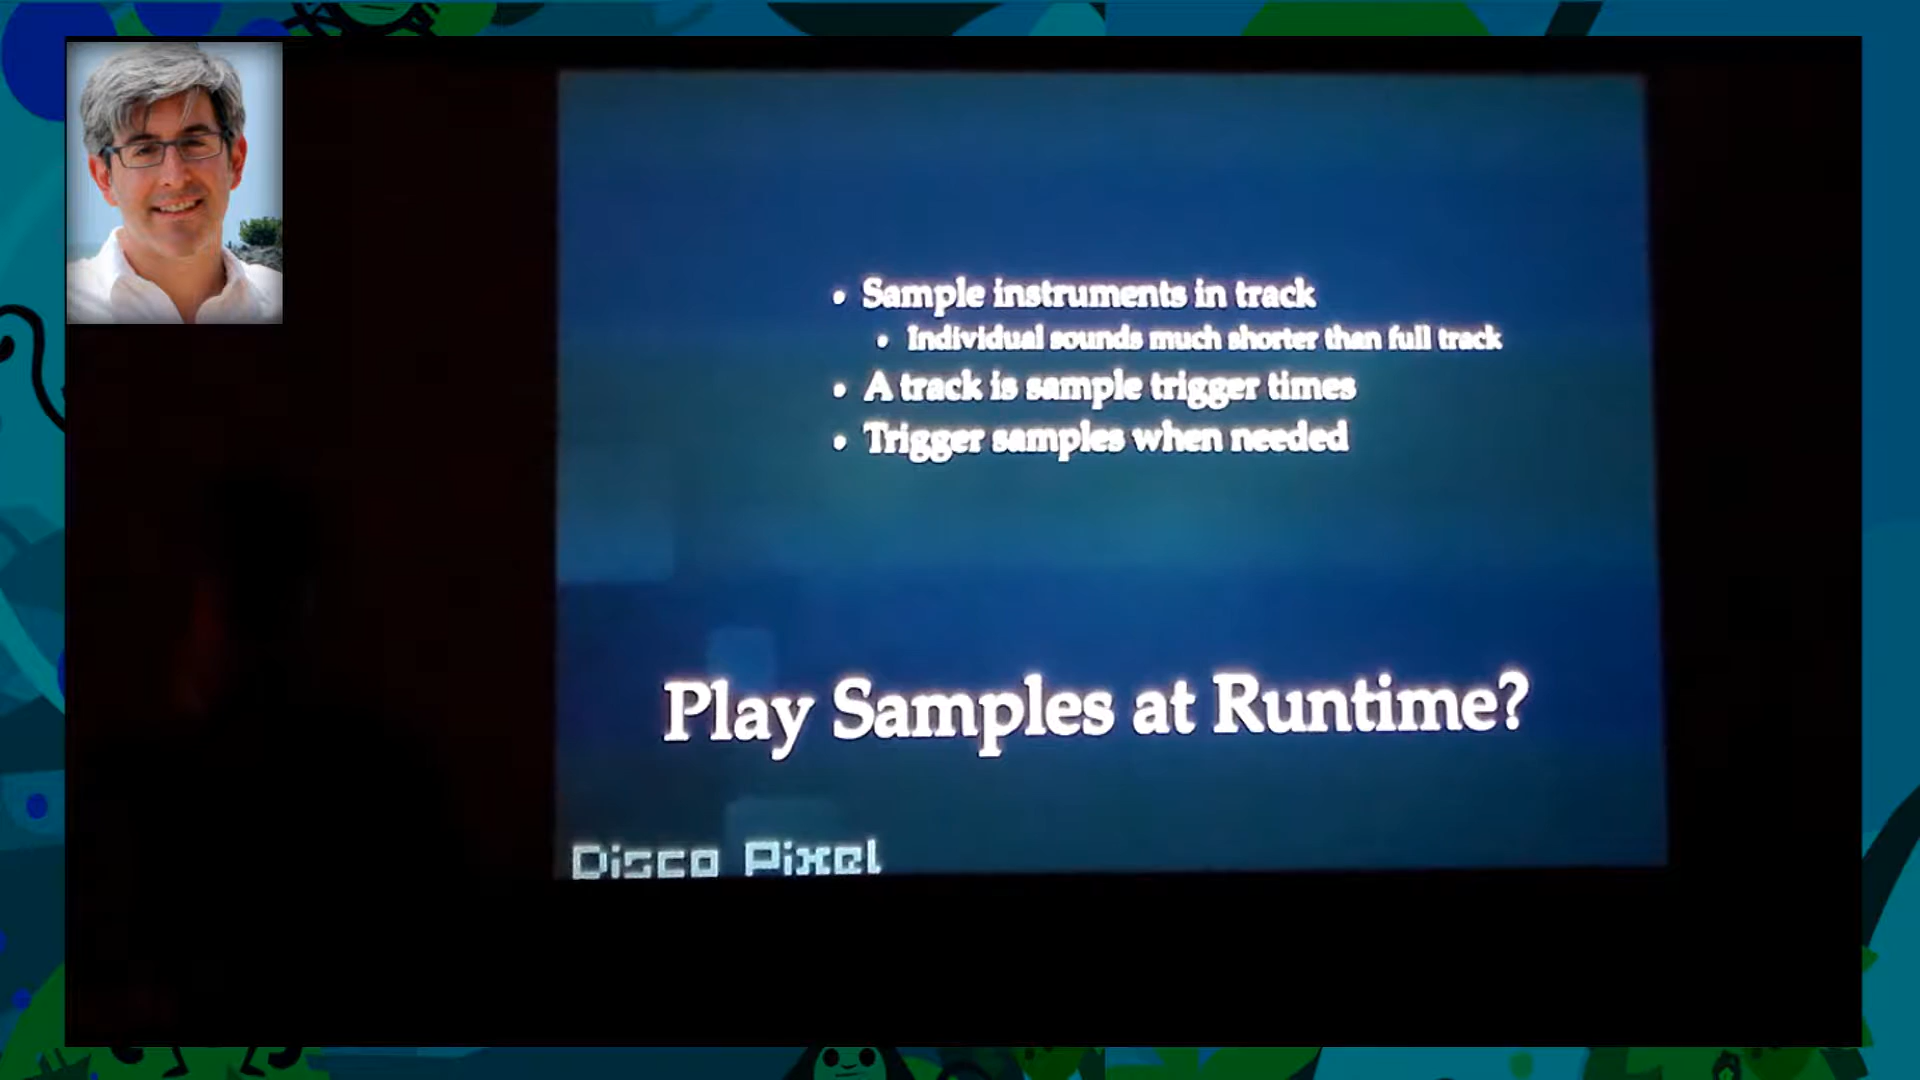 • Sample instruments in track
• Individual sounds much shorter than full track
• A track is sample trigger times
• Trigger samples when needed
Play Samples at Runtime?
Disco Pixel